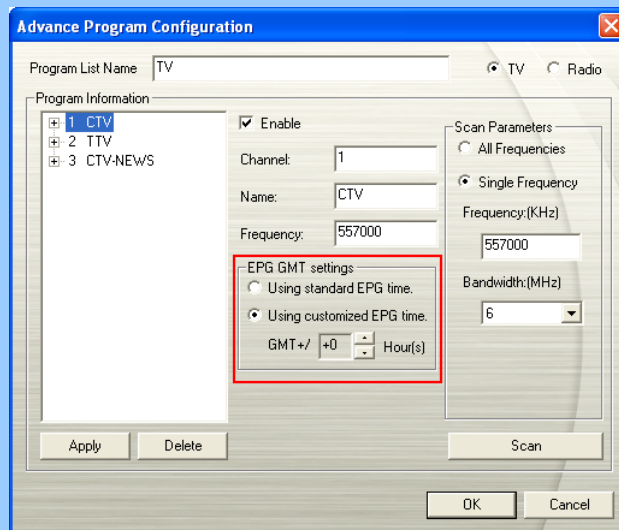 Advance Program Configuration
Program List Name TV TV Radio
Program Information
1 CTV
2 TTV
3 CTV-NEWS
Enable
Channel: 1
Name: CTV
Frequency: 557000
EPG GMT settings
Using standard EPG time.
Using customized EPG time.
GMT+/ +0 Hour(s)
Scan Parameters
All Frequencies
Single Frequency
Frequency:(KHz)
557000
Bandwidth:(MHz)
6
Apply Delete Scan
OK Cancel